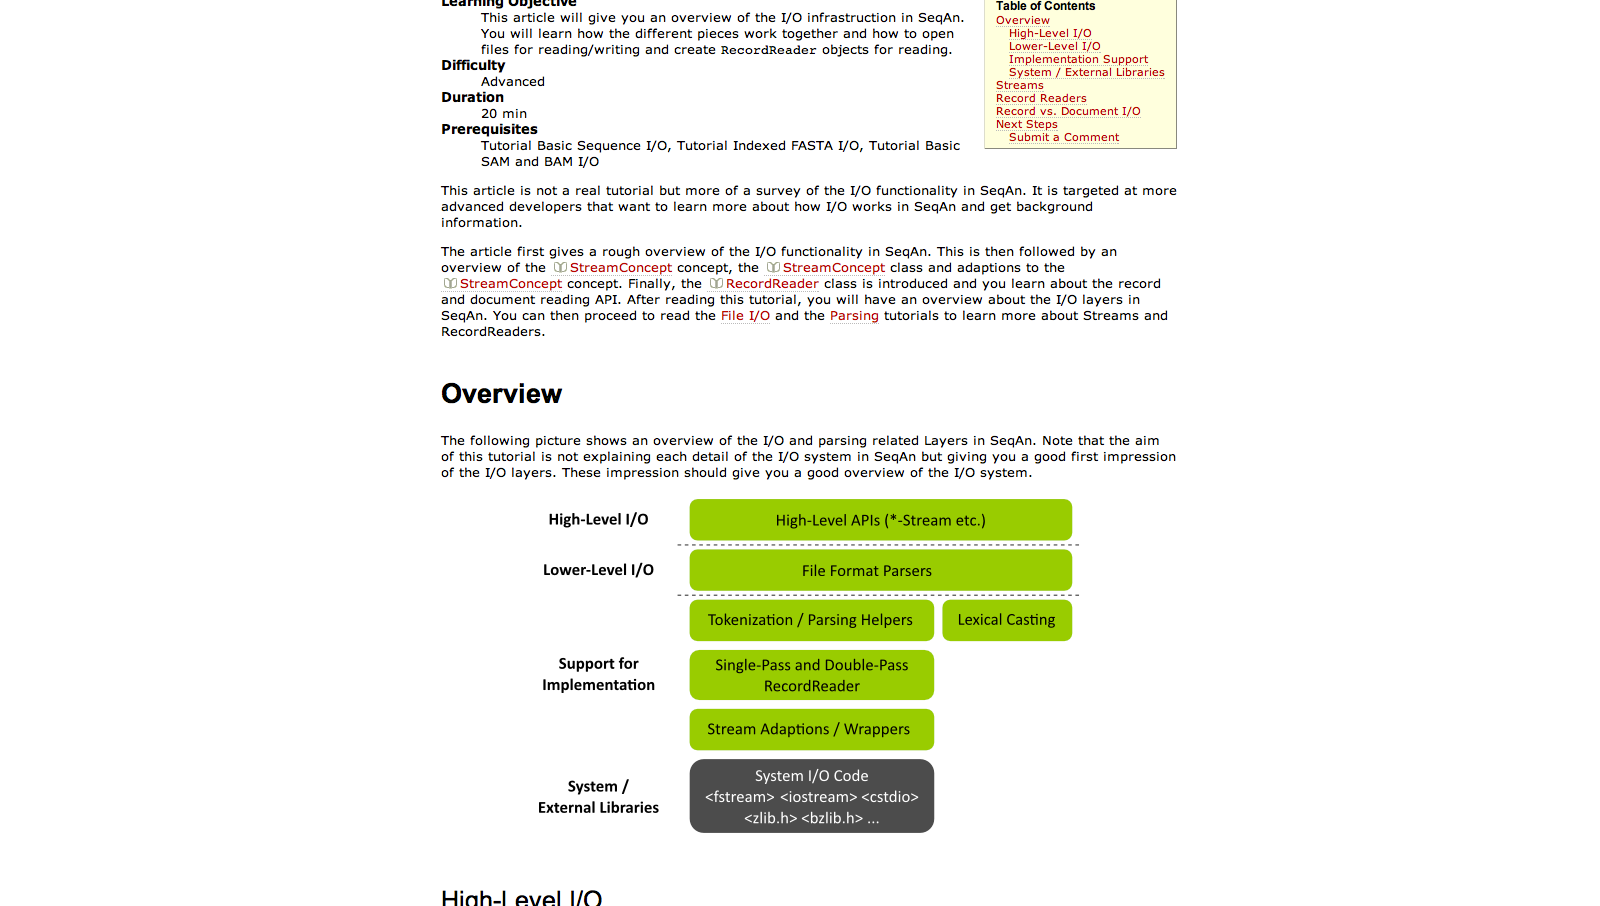 Learning Objective
This article will give you an overview of the I/O infrastruction in SeqAn.
You will learn how the different pieces work together and how to open
files for reading/writing and create RecordReader objects for reading.
Difficulty
Advanced
Duration
20 min
Prerequisites
Tutorial Basic Sequence I/O, Tutorial Indexed FASTA I/O, Tutorial Basic
SAM and BAM I/O
Table of Contents
Overview
High-Level I/O
Lower-Level I/O
Implementation Support
System / External Libraries
Streams
Record Readers
Record vs. Document I/O
Next Steps
Submit a Comment
This article is not a real tutorial but more of a survey of the I/O functionality in SeqAn. It is targeted at more
advanced developers that want to learn more about how I/O works in SeqAn and get background
information.
The article first gives a rough overview of the I/O functionality in SeqAn. This is then followed by an
overview of the StreamConcept concept, the StreamConcept class and adaptions to the
StreamConcept concept. Finally, the RecordReader class is introduced and you learn about the record
and document reading API. After reading this tutorial, you will have an overview about the I/O layers in
SeqAn. You can then proceed to read the File I/O and the Parsing tutorials to learn more about Streams and
RecordReaders.
Overview
The following picture shows an overview of the I/O and parsing related Layers in SeqAn. Note that the aim
of this tutorial is not explaining each detail of the I/O system in SeqAn but giving you a good first impression
of the I/O layers. These impression should give you a good overview of the I/O system.
High-Level I/O
High-Level APIs (*-Stream etc.)
Lower-Level I/O
File Format Parsers
Tokenization / Parsing Helpers
Lexical Casting
Support for
Implementation
Single-Pass and Double-Pass
RecordReader
Stream Adaptions / Wrappers
System /
External Libraries
System I/O Code
<fstream> <iostream> <cstdio>
<zlib.h> <bzlib.h> ...
High-Level I/O